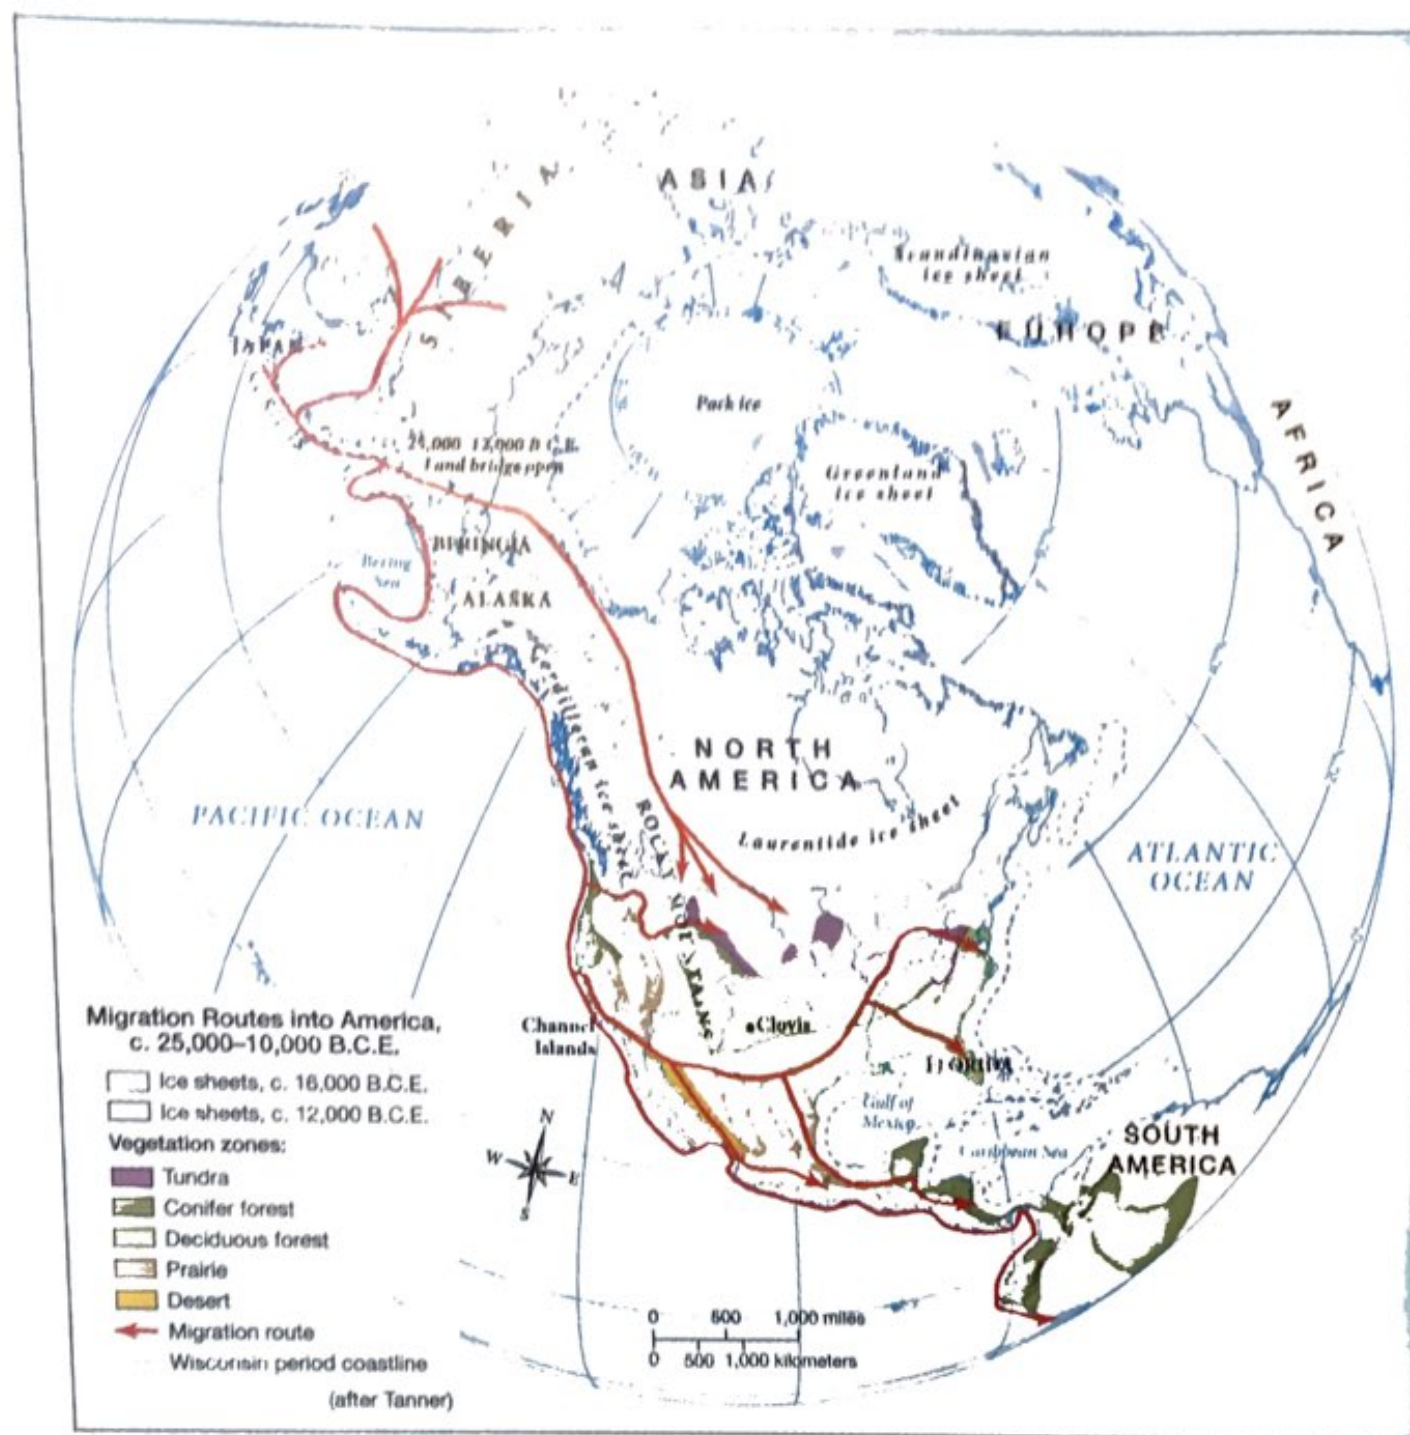 ASIA
SIBERIA
Scandinavian
ice sheet
EUROPE
JAPAN
Pack ice
AFRICA
Land bridge open
Greenland
ice sheet
BERINGIA
Bering
Sea
ALASKA
Cordilleran ice sheet
NORTH
AMERICA
PACIFIC OCEAN
ROCKY MOUNTAINS
Laurentide ice sheet
ATLANTIC
OCEAN
Channel
Islands
Clovis
FLORIDA
Gulf of
Mexico
Caribbean Sea
SOUTH
AMERICA
Migration Routes into America,
c. 25,000–10,000 B.C.E.
Ice sheets, c. 16,000 B.C.E.
Ice sheets, c. 12,000 B.C.E.
Vegetation zones:
Tundra
Conifer forest
Deciduous forest
Prairie
Desert
Migration route
Wisconsin period coastline
(after Tanner)
N
W
E
S
0 500 1,000 miles
0 500 1,000 kilometers